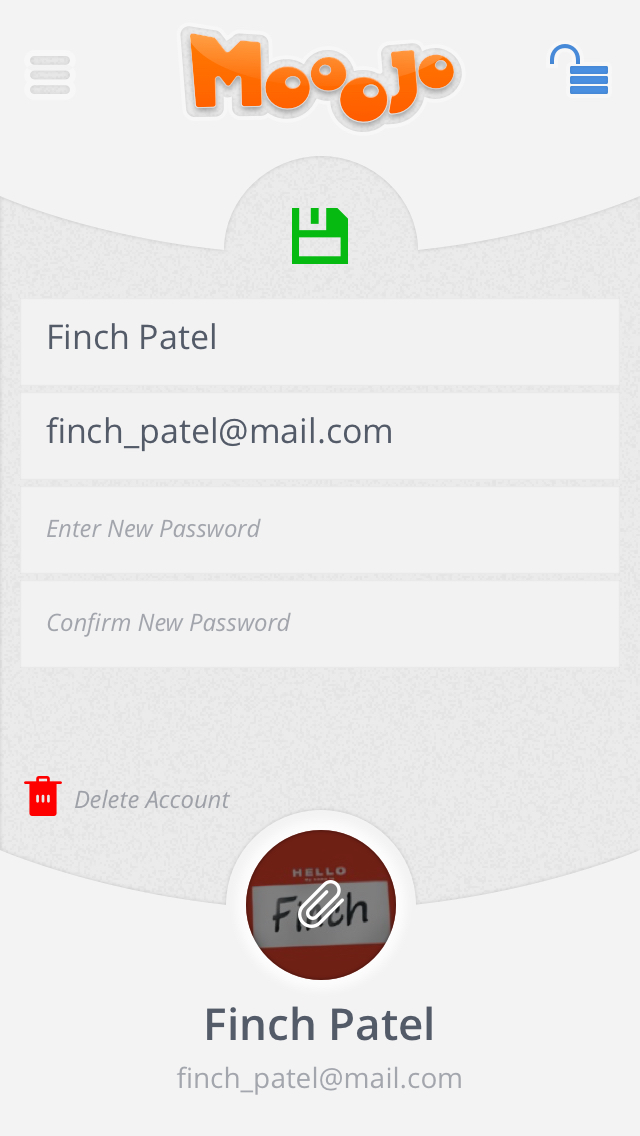 Moojo
Finch Patel
finch_patel@mail.com
Enter New Password
Confirm New Password
Delete Account
HELLO
Finch
Finch Patel
finch_patel@mail.com